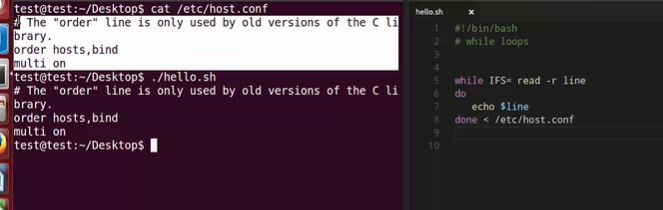 test@test:~/Desktop$ cat /etc/host.conf
# The "order" line is only used by old versions of the C li
brary.
order hosts,bind
multi on
test@test:~/Desktop$ ./hello.sh
# The "order" line is only used by old versions of the C li
brary.
order hosts,bind
multi on
test@test:~/Desktop$
hello.sh x
1 #!/bin/bash
2 # while loops
3
4
5 while IFS= read -r line
6 do
7 echo $line
8 done < /etc/host.conf
9
10